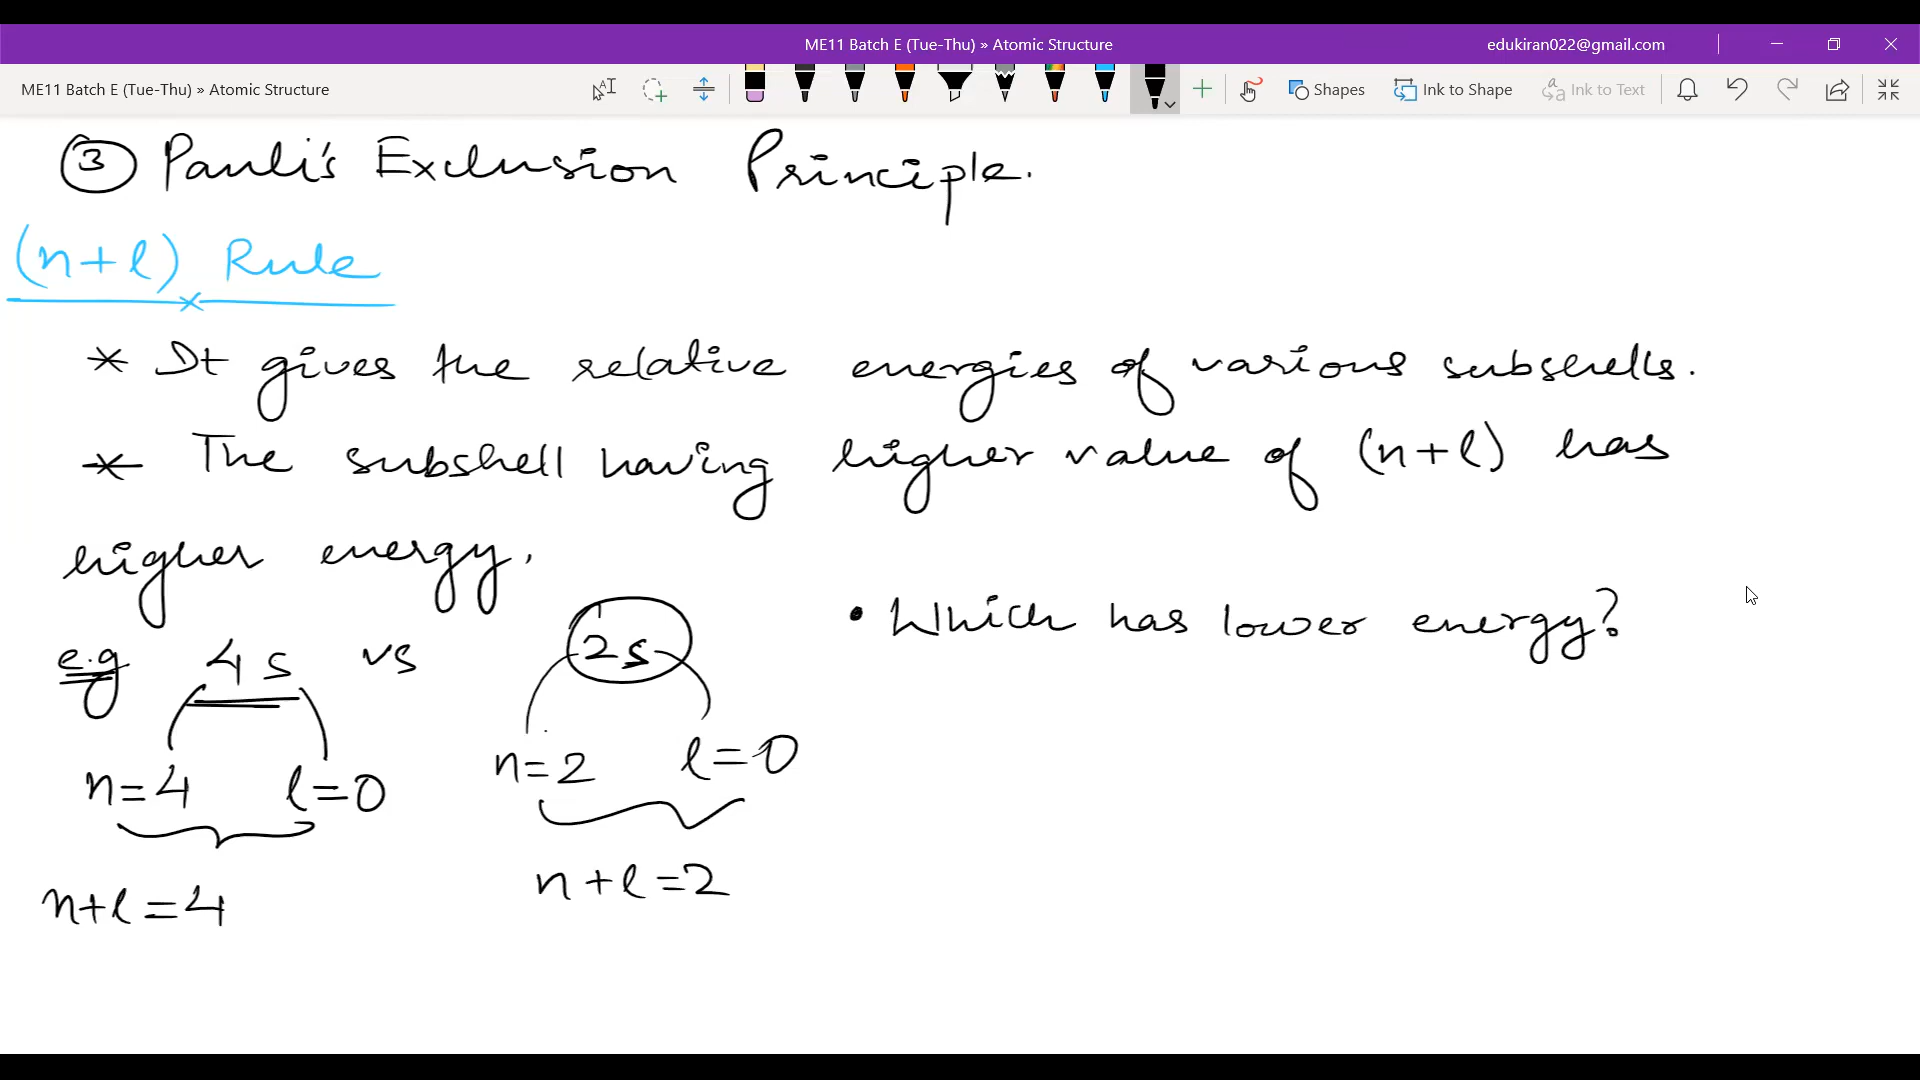 ME11 Batch E (Tue-Thu) » Atomic Structure
edukiran022@gmail.com
ME11 Batch E (Tue-Thu) » Atomic Structure
Shapes
Ink to Shape
Ink to Text
③ Pauli's Exclusion Principle.
(n+l) Rule
* It gives the relative energies of various subshells.
* The subshell having higher value of (n+l) has
higher energy.
• Which has lower energy?
e.g 4s vs 2s
n=4 l=0 n=2 l=0
n+l=4 n+l=2